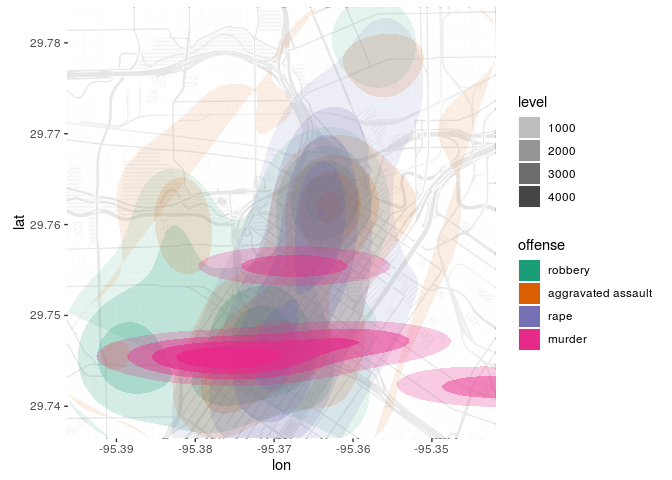 29.78
29.77
29.76
29.75
29.74
lat
-95.39
-95.38
-95.37
-95.36
-95.35
lon
level
1000
2000
3000
4000
offense
robbery
aggravated assault
rape
murder